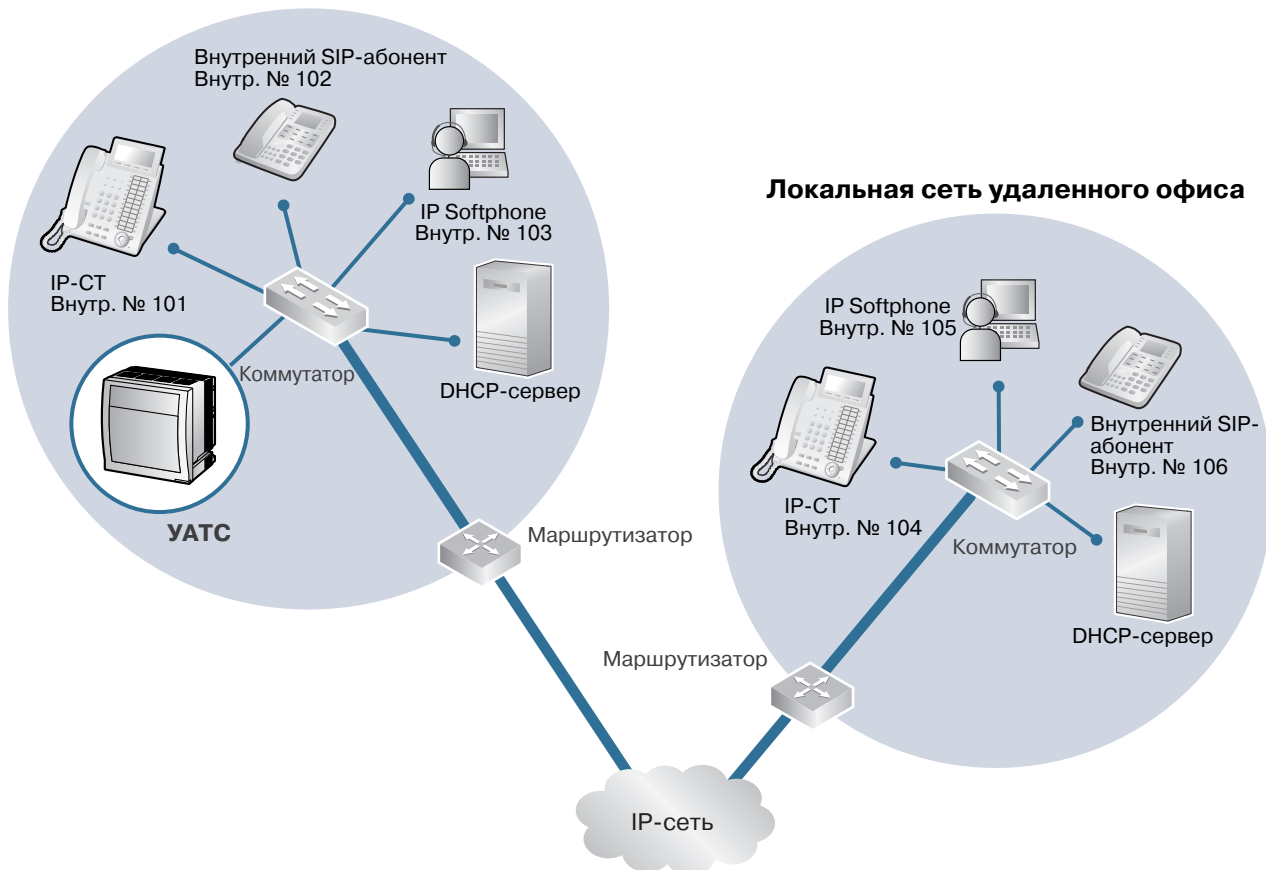 Внутренний SIP-абонент
Внутр. № 102
IP Softphone
Внутр. № 103
IP-СТ
Внутр. № 101
Коммутатор
DHCP-сервер
УАТС
Маршрутизатор
Локальная сеть удаленного офиса
IP Softphone
Внутр. № 105
Внутренний SIP-
абонент
Внутр. № 106
IP-СТ
Внутр. № 104
Коммутатор
DHCP-сервер
Маршрутизатор
IP-сеть